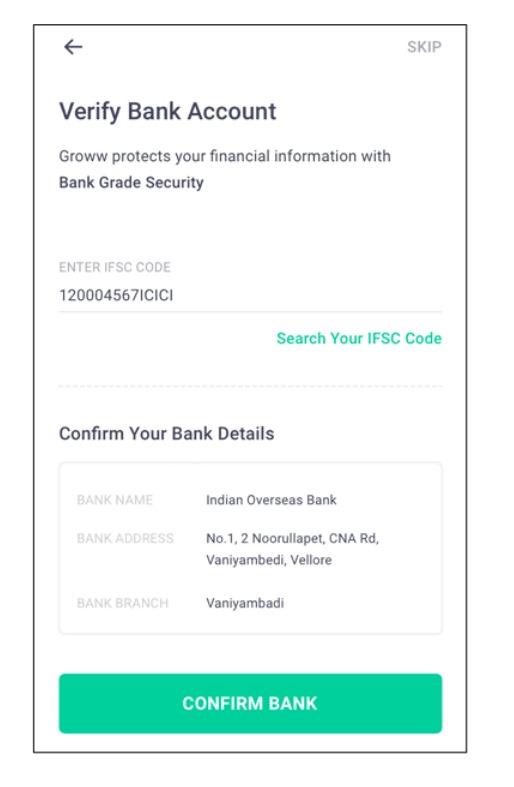 SKIP
Verify Bank Account
Groww protects your financial information with
Bank Grade Security
ENTER IFSC CODE
120004567ICICI
Search Your IFSC Code
Confirm Your Bank Details
BANK NAME Indian Overseas Bank
BANK ADDRESS No.1, 2 Noorullapet, CNA Rd,
Vaniyambedi, Vellore
BANK BRANCH Vaniyambadi
CONFIRM BANK